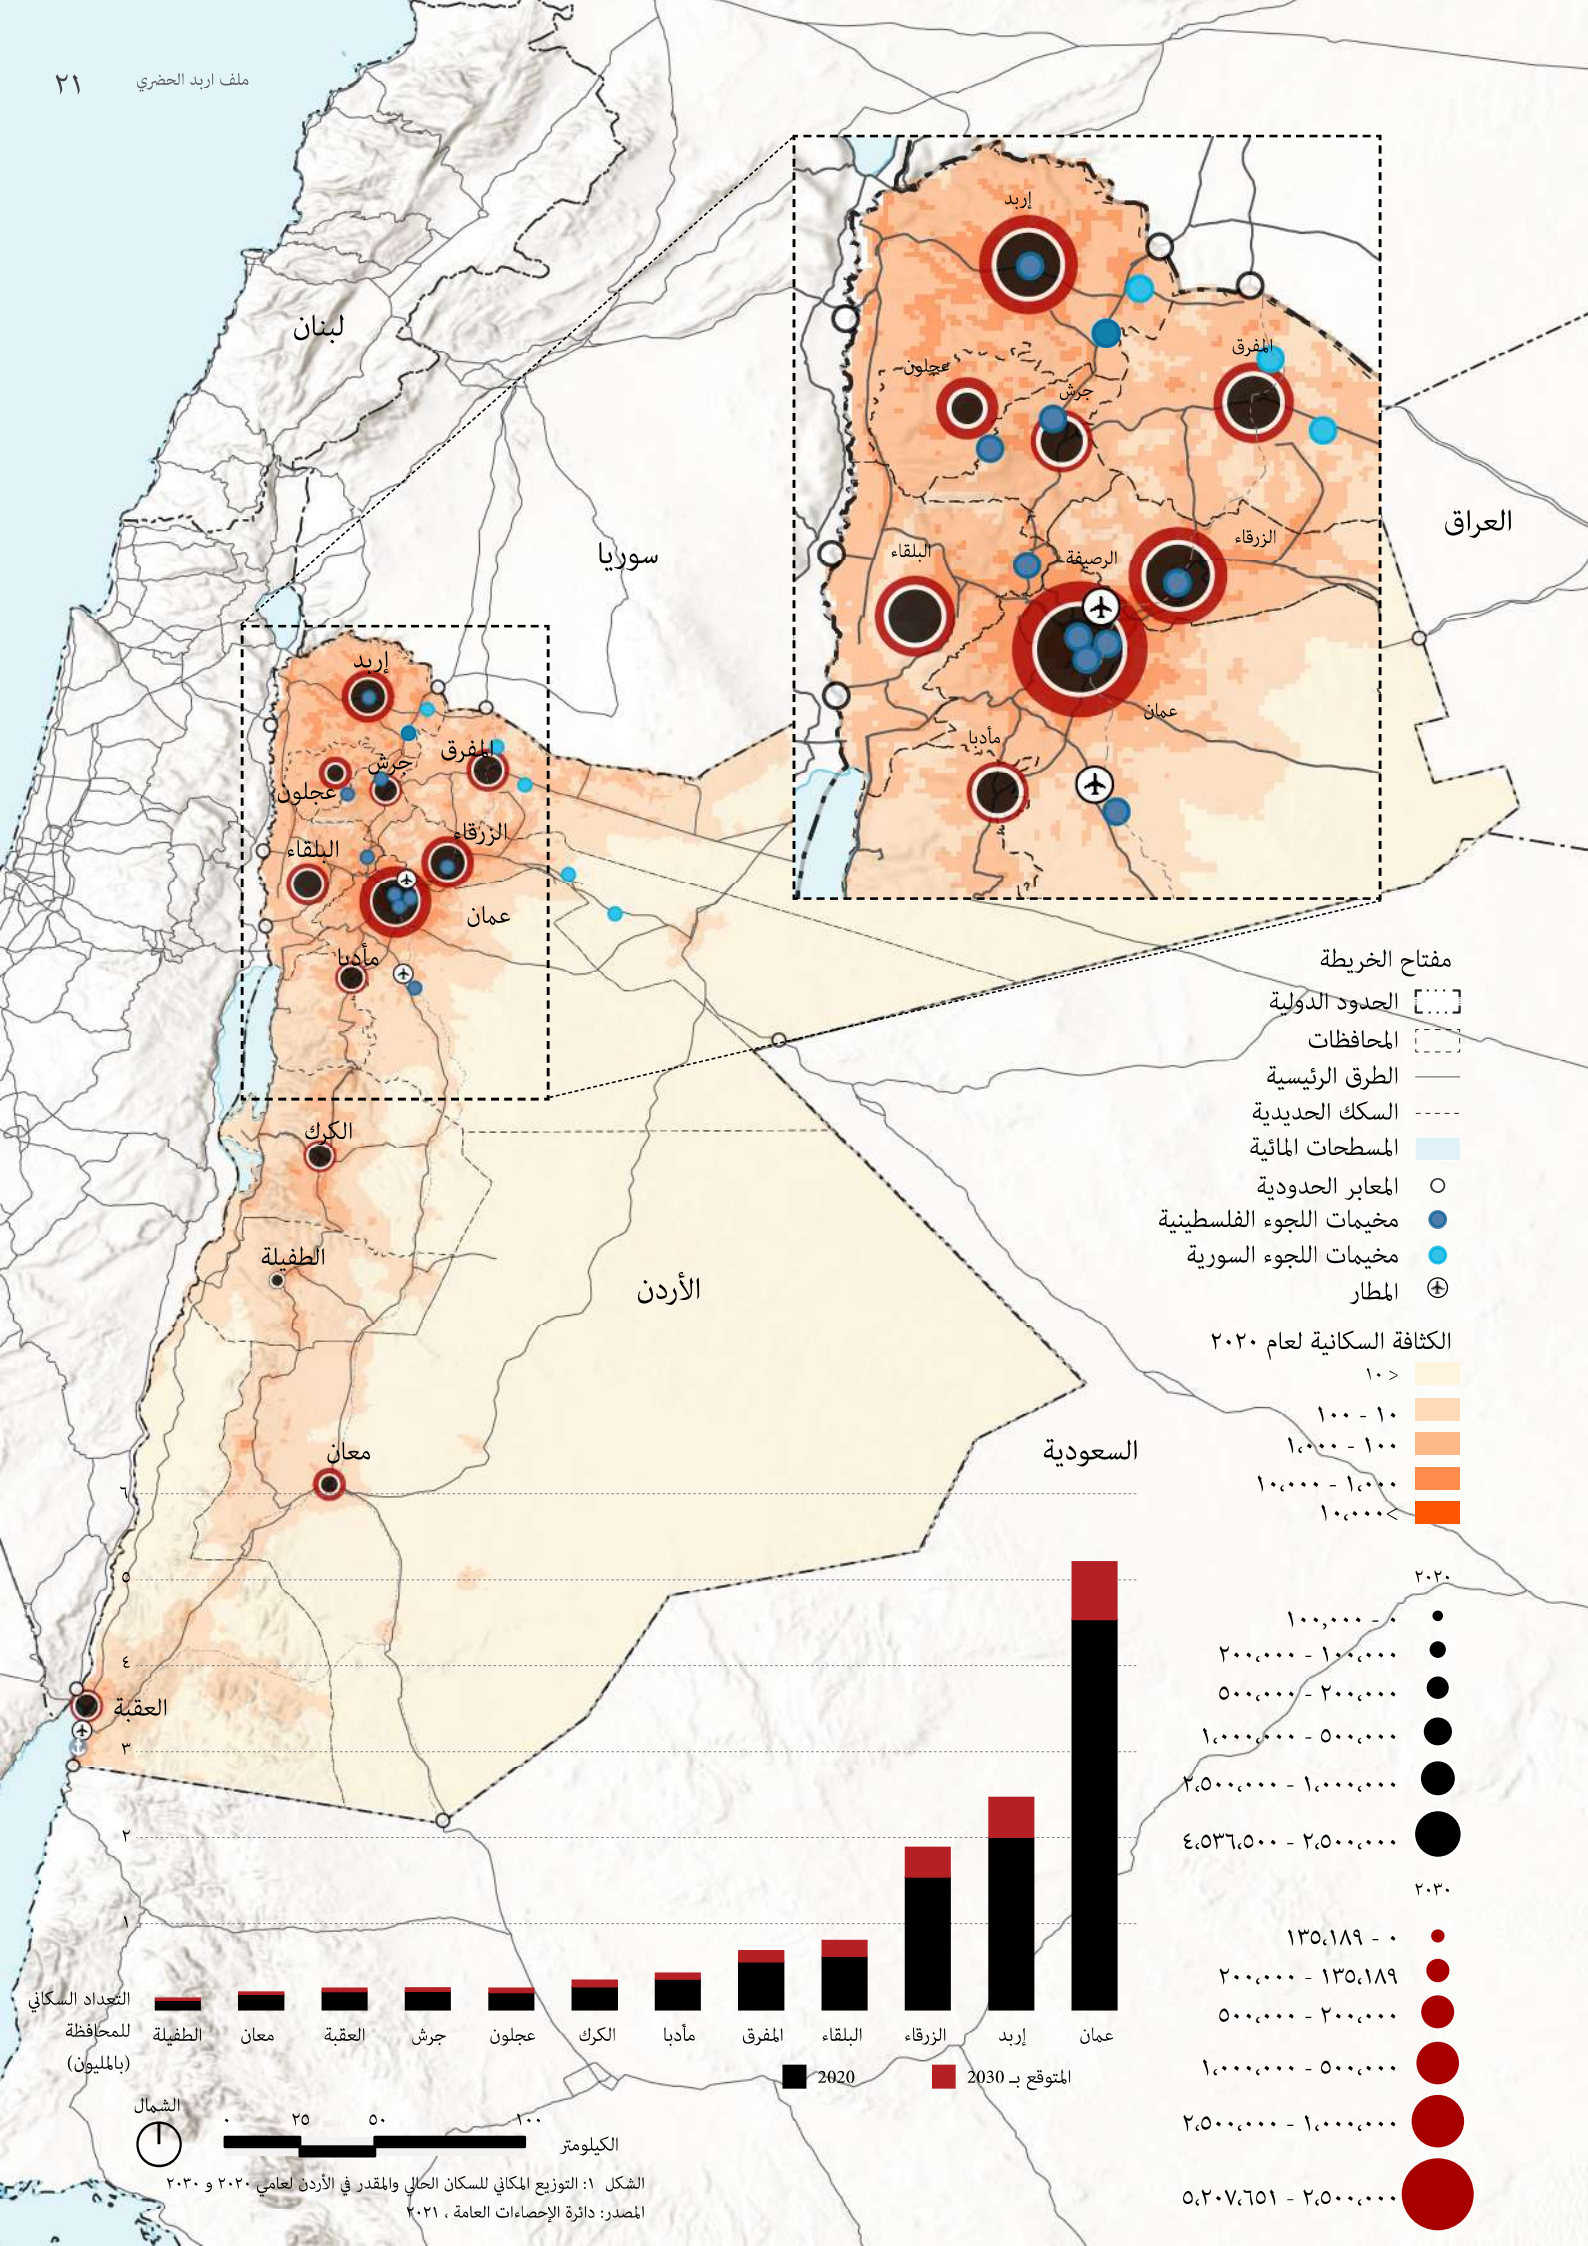 ملف اربد الحضري
٢١
لبنان
سوريا
العراق
إربد
المفرق
عجلون
جرش
الزرقاء
الرصيفة
البلقاء
عمان
مأدبا
إربد
المفرق
جرش
عجلون
الزرقاء
البلقاء
عمان
مأدبا
الكرك
الطفيلة
الأردن
معان
السعودية
العقبة
مفتاح الخريطة
الحدود الدولية
المحافظات
الطرق الرئيسية
السكك الحديدية
المسطحات المائية
المعابر الحدودية
مخيمات اللجوء الفلسطينية
مخيمات اللجوء السورية
المطار
الكثافة السكانية لعام ٢٠٢٠
< ١٠
١٠ - ١٠٠
١٠٠ - ١،٠٠٠
١،٠٠٠ - ١٠،٠٠٠
>١٠،٠٠٠
٢٠٢٠
٠ - ١٠٠,٠٠٠
١٠٠،٠٠٠ - ٢٠٠،٠٠٠
٢٠٠،٠٠٠ - ٥٠٠،٠٠٠
٥٠٠،٠٠٠ - ١،٠٠٠،٠٠٠
١،٠٠٠،٠٠٠ - ٢،٥٠٠،٠٠٠
٢،٥٠٠،٠٠٠ - ٤،٥٣٦،٥٠٠
٢٠٣٠
٠ - ١٣٥،١٨٩
١٣٥،١٨٩ - ٢٠٠،٠٠٠
٢٠٠،٠٠٠ - ٥٠٠،٠٠٠
٥٠٠،٠٠٠ - ١،٠٠٠،٠٠٠
١،٠٠٠،٠٠٠ - ٢،٥٠٠،٠٠٠
٢،٥٠٠،٠٠٠ - ٥،٢٠٧،٦٥١
٦
٥
٤
٣
٢
١
التعداد السكاني
للمحافظة
(بالمليون)
عمان
إربد
الزرقاء
البلقاء
المفرق
مأدبا
الكرك
عجلون
جرش
العقبة
معان
الطفيلة
المتوقع بـ 2030
2020
الشمال
٠ ٢٥ ٥٠ ١٠٠
الكيلومتر
الشكل ١: التوزيع المكاني للسكان الحالي والمقدر في الأردن لعامي ٢٠٢٠ و ٢٠٣٠
المصدر: دائرة الإحصاءات العامة ، ٢٠٢١